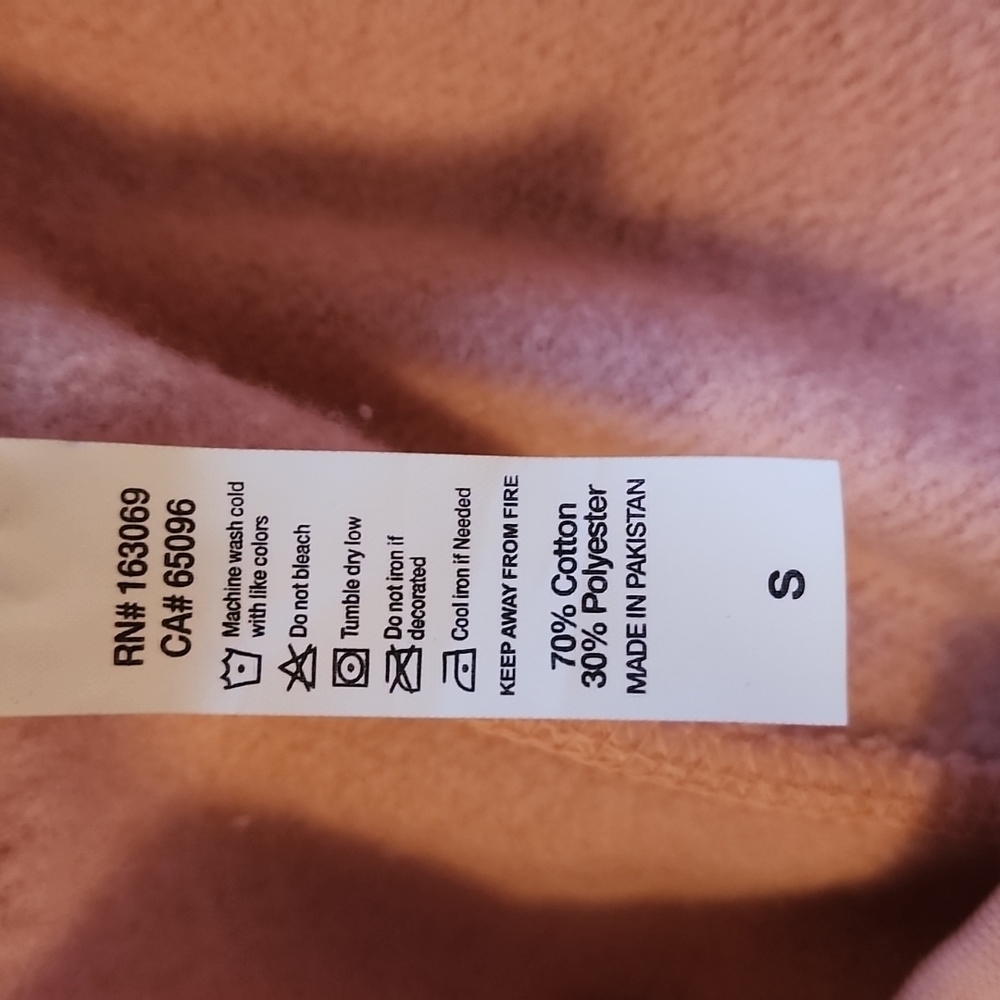 RN# 163069
CA# 65096
Machine wash cold
with like colors
Do not bleach
Tumble dry low
Do not iron if
decorated
Cool iron if Needed
KEEP AWAY FROM FIRE
70% Cotton
30% Polyester
MADE IN PAKISTAN
S